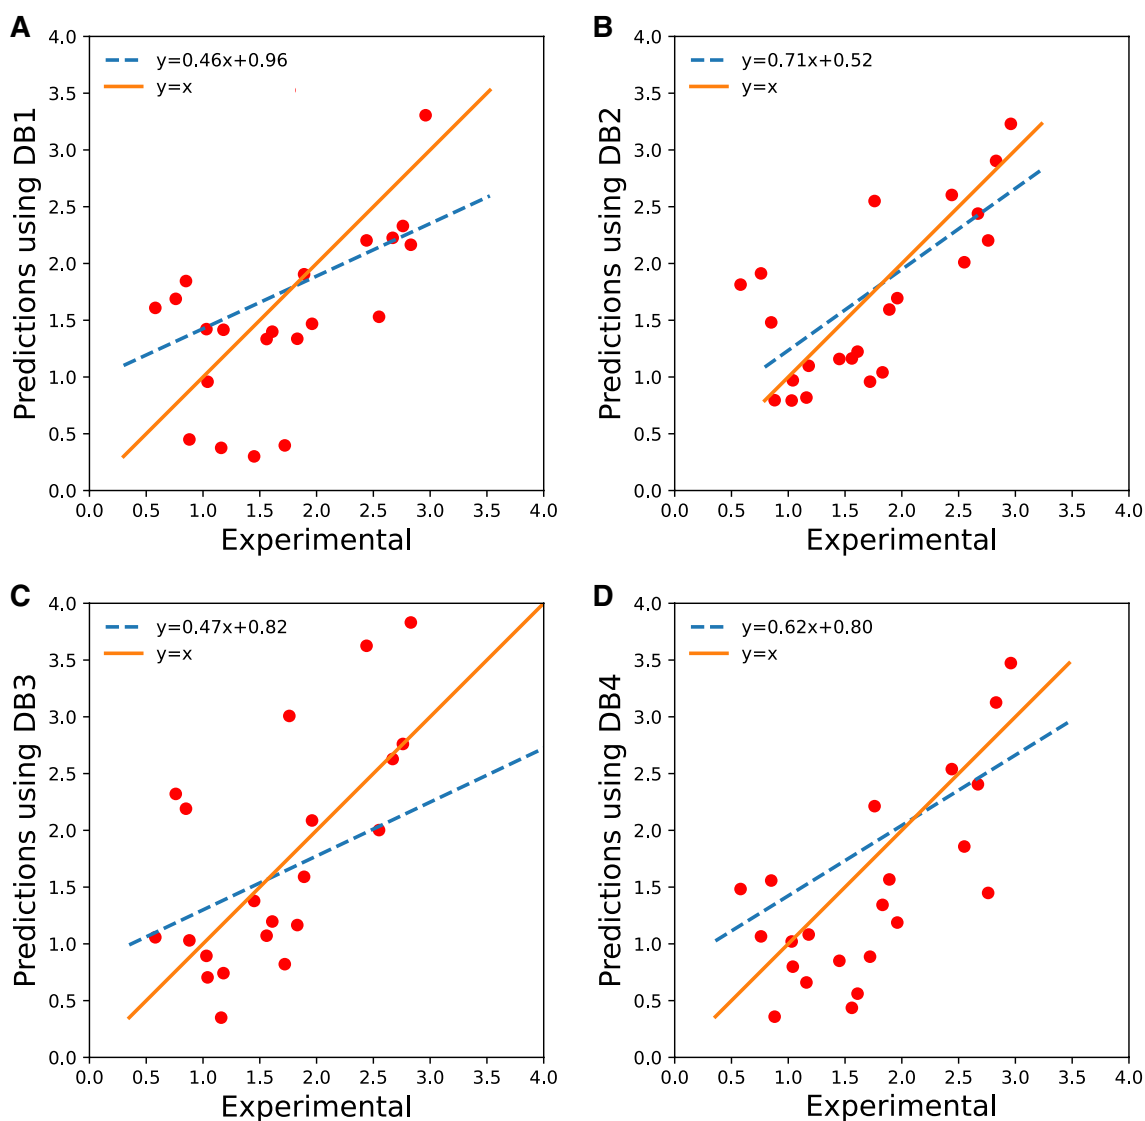 A
4.0
3.5
3.0
2.5
2.0
1.5
1.0
0.5
0.0
Predictions using DB1
y=0.46x+0.96
y=x
0.0 0.5 1.0 1.5 2.0 2.5 3.0 3.5 4.0
Experimental
B
4.0
3.5
3.0
2.5
2.0
1.5
1.0
0.5
0.0
Predictions using DB2
y=0.71x+0.52
y=x
0.0 0.5 1.0 1.5 2.0 2.5 3.0 3.5 4.0
Experimental
C
4.0
3.5
3.0
2.5
2.0
1.5
1.0
0.5
0.0
Predictions using DB3
y=0.47x+0.82
y=x
0.0 0.5 1.0 1.5 2.0 2.5 3.0 3.5 4.0
Experimental
D
4.0
3.5
3.0
2.5
2.0
1.5
1.0
0.5
0.0
Predictions using DB4
y=0.62x+0.80
y=x
0.0 0.5 1.0 1.5 2.0 2.5 3.0 3.5 4.0
Experimental